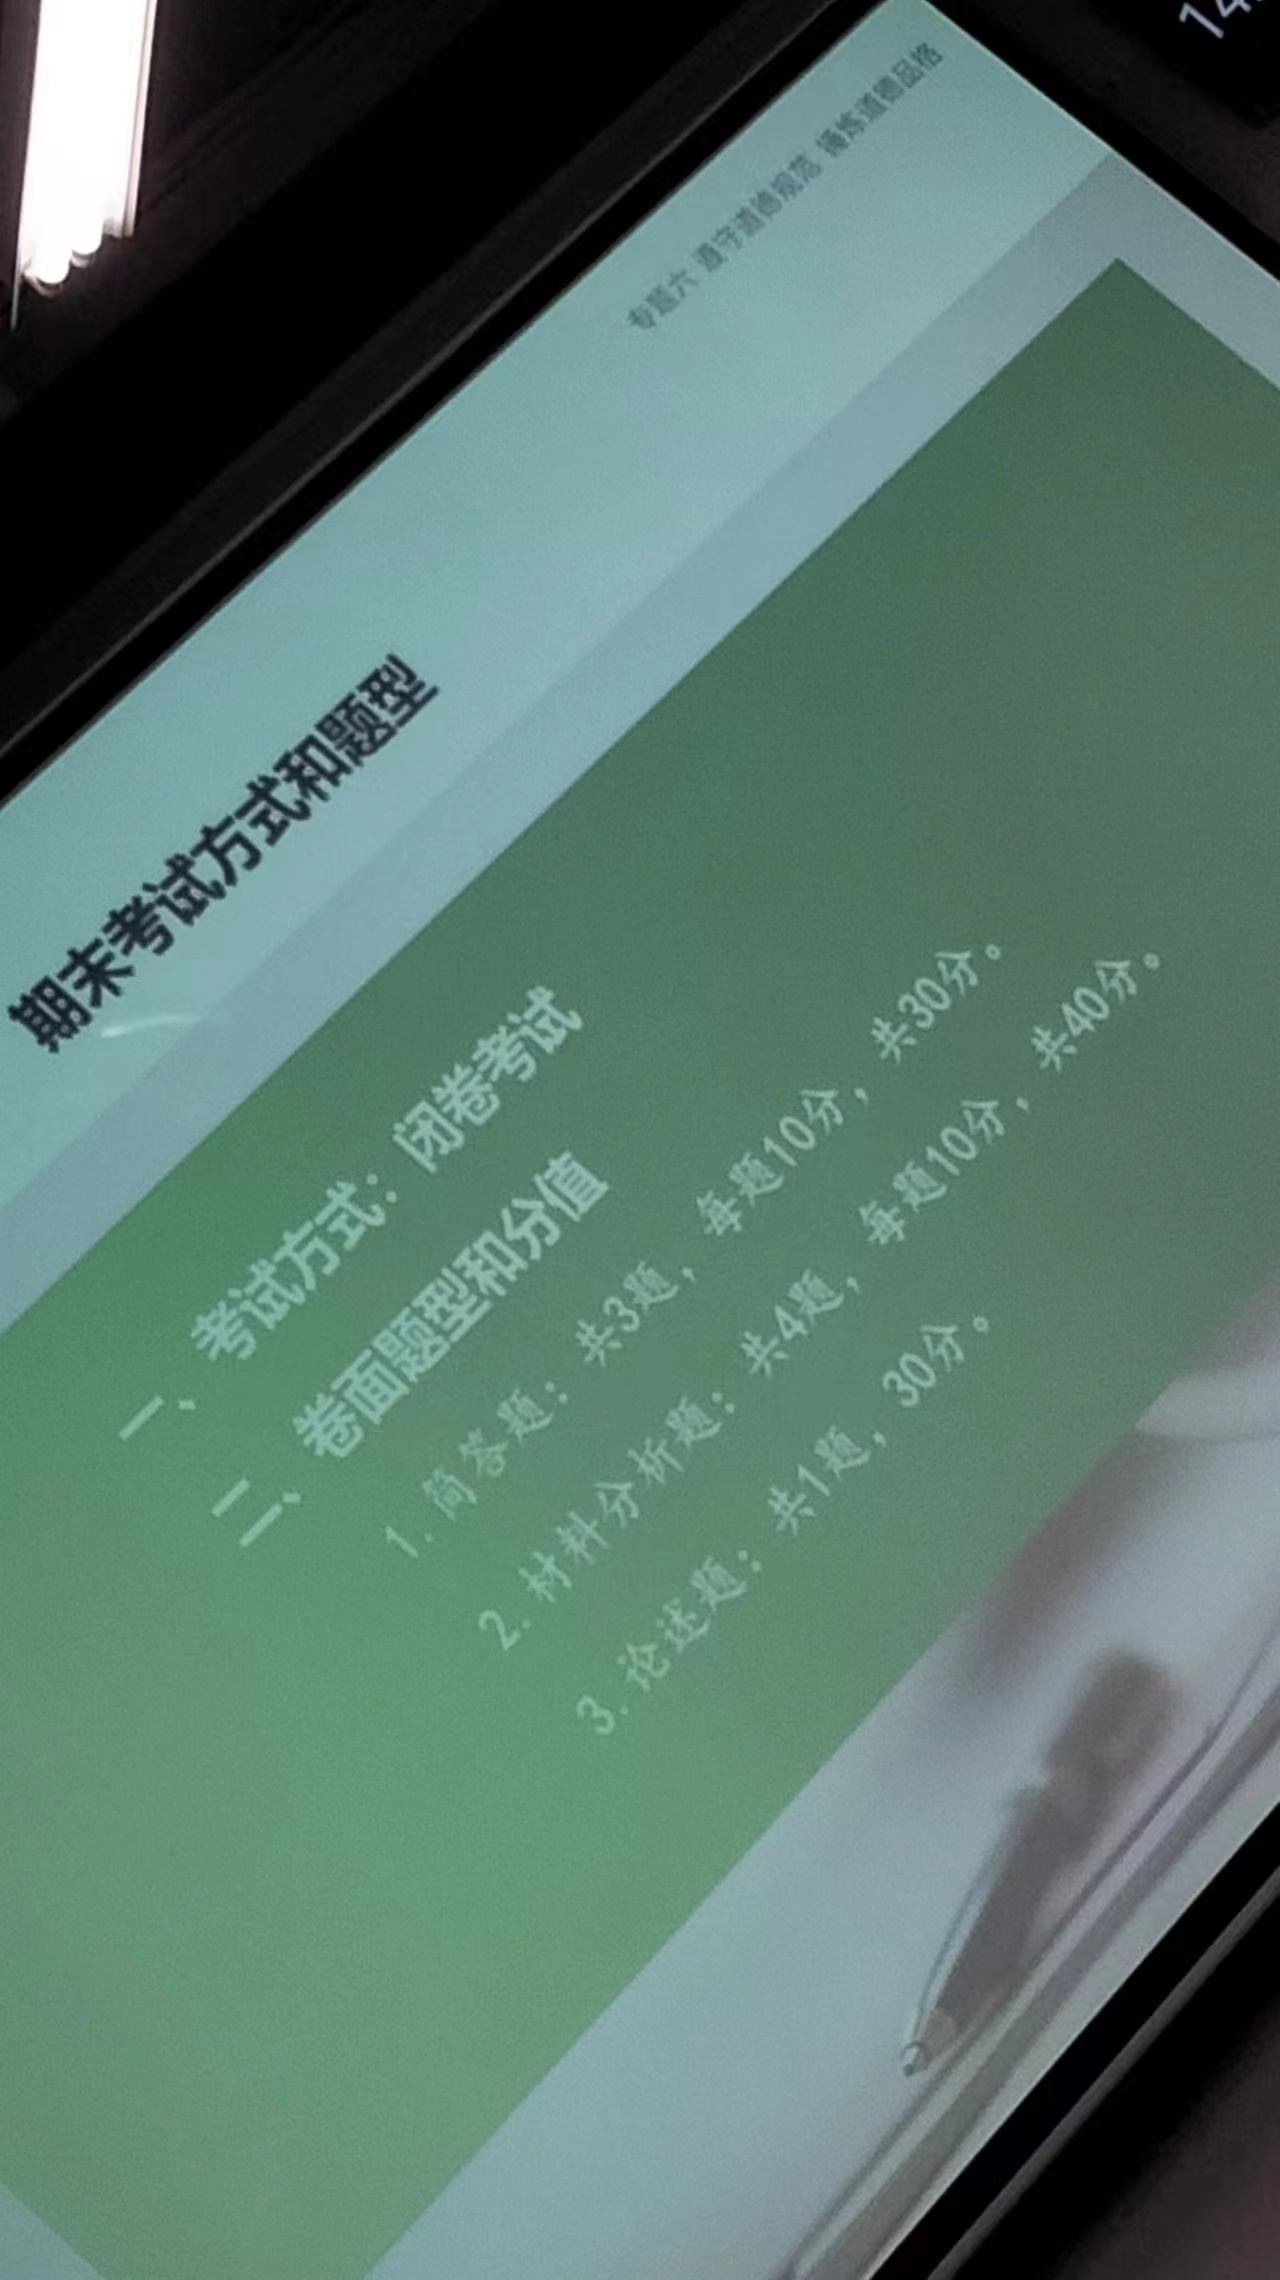 专题六 遵守道德规范 锤炼道德品格
期末考试方式和题型
一、考试方式：闭卷考试
二、卷面题型和分值
1. 简答题：共3题，每题10分，共30分。
2. 材料分析题：共4题，每题10分，共40分。
3. 论述题：共1题，30分。